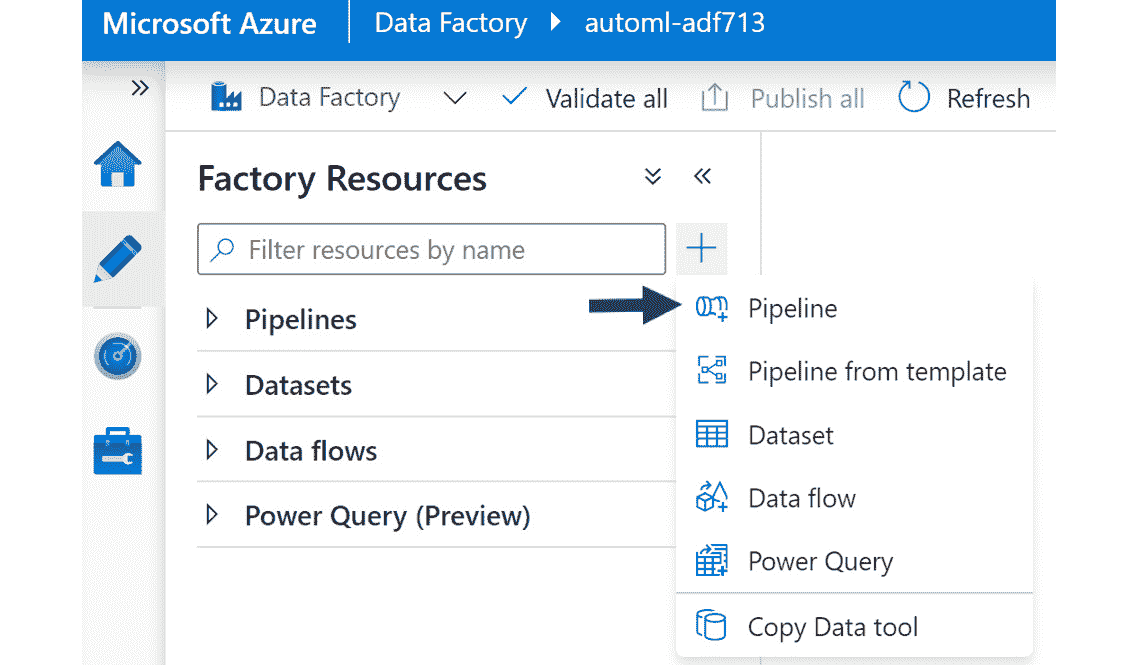 Microsoft Azure Data Factory automl-adf713
Data Factory Validate all Publish all Refresh
Factory Resources
Filter resources by name
Pipelines
Datasets
Data flows
Power Query (Preview)
Pipeline
Pipeline from template
Dataset
Data flow
Power Query
Copy Data tool